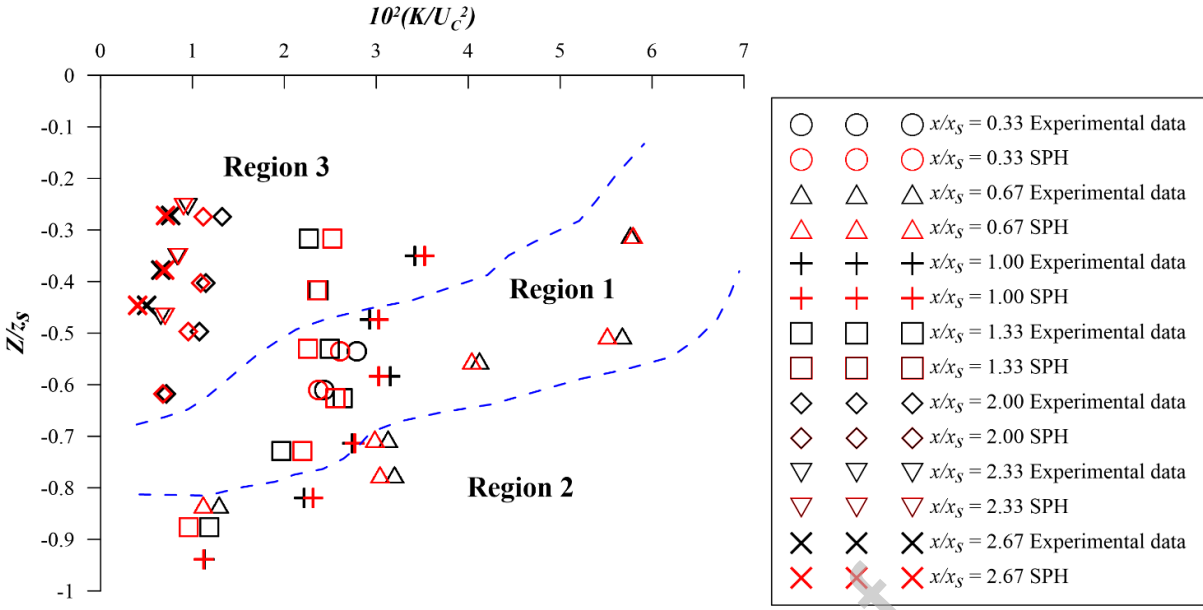 10²(K/U_C²)
0 1 2 3 4 5 6 7
Z/z_s
0
-0.1
-0.2
-0.3
-0.4
-0.5
-0.6
-0.7
-0.8
-0.9
-1
Region 3
Region 1
Region 2
x/x_s = 0.33 Experimental data
x/x_s = 0.33 SPH
x/x_s = 0.67 Experimental data
x/x_s = 0.67 SPH
x/x_s = 1.00 Experimental data
x/x_s = 1.00 SPH
x/x_s = 1.33 Experimental data
x/x_s = 1.33 SPH
x/x_s = 2.00 Experimental data
x/x_s = 2.00 SPH
x/x_s = 2.33 Experimental data
x/x_s = 2.33 SPH
x/x_s = 2.67 Experimental data
x/x_s = 2.67 SPH